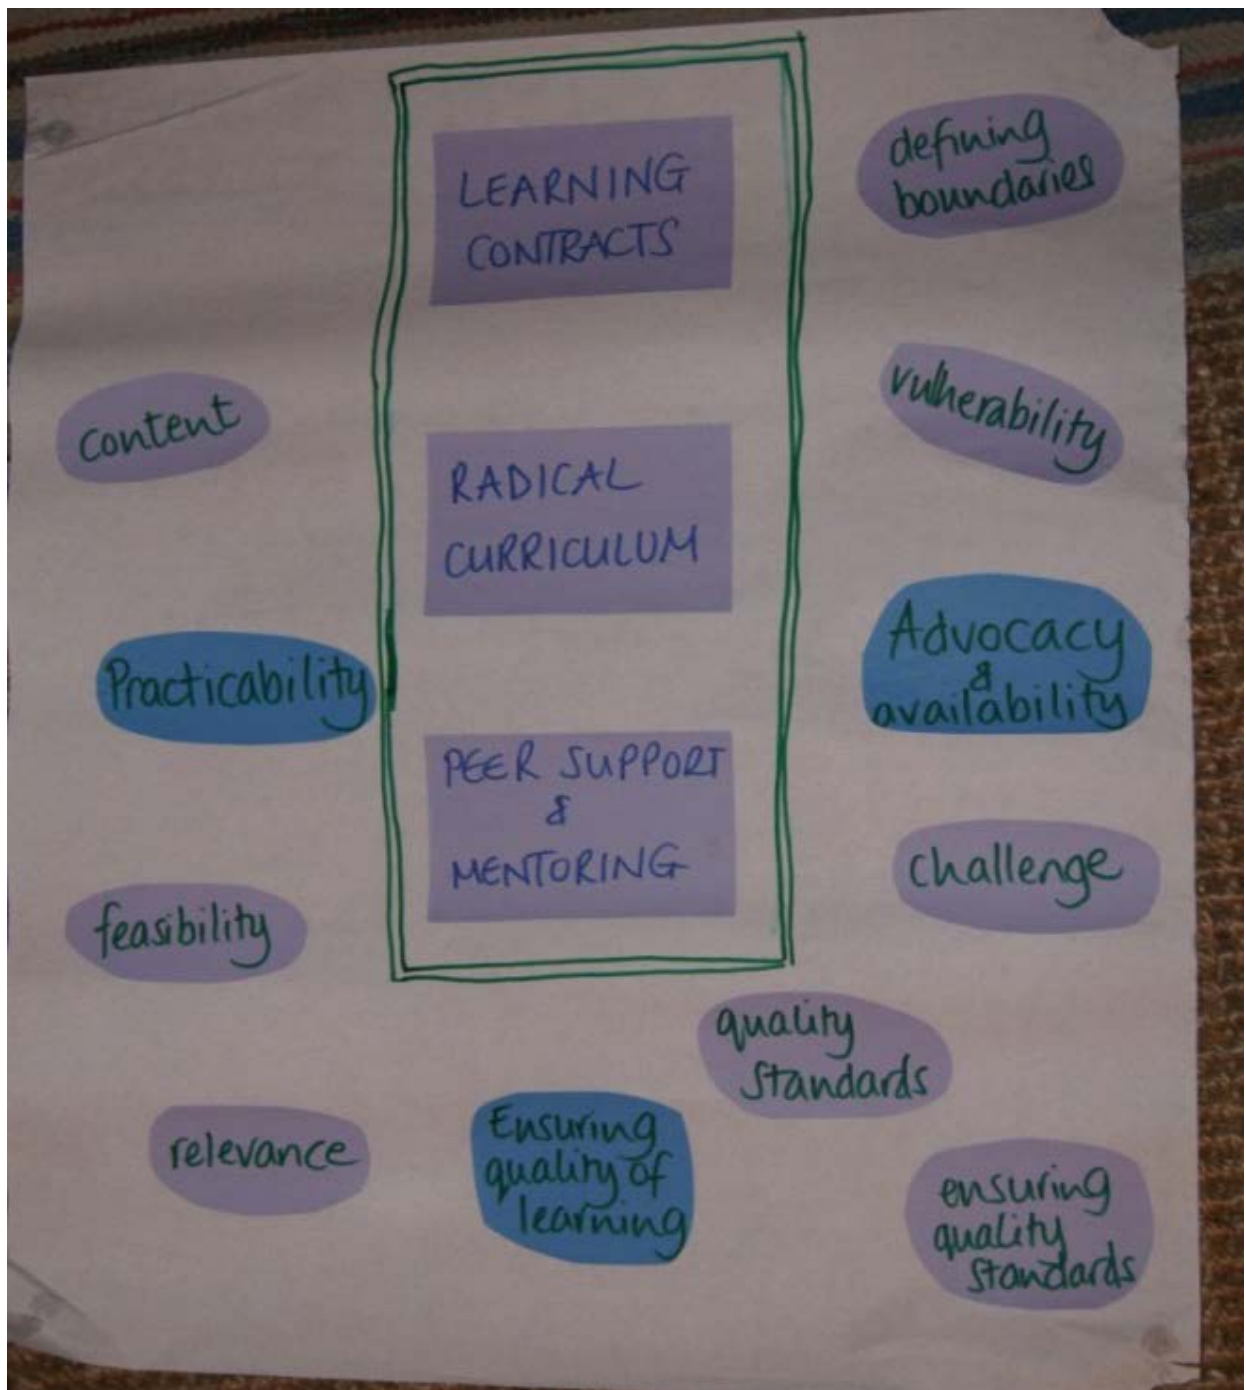 LEARNING
CONTRACTS
RADICAL
CURRICULUM
PEER SUPPORT
&
MENTORING
content
Practicability
feasibility
relevance
Ensuring
quality of
learning
defining
boundaries
vulnerability
Advocacy
&
availability
challenge
quality
Standards
ensuring
quality
Standards